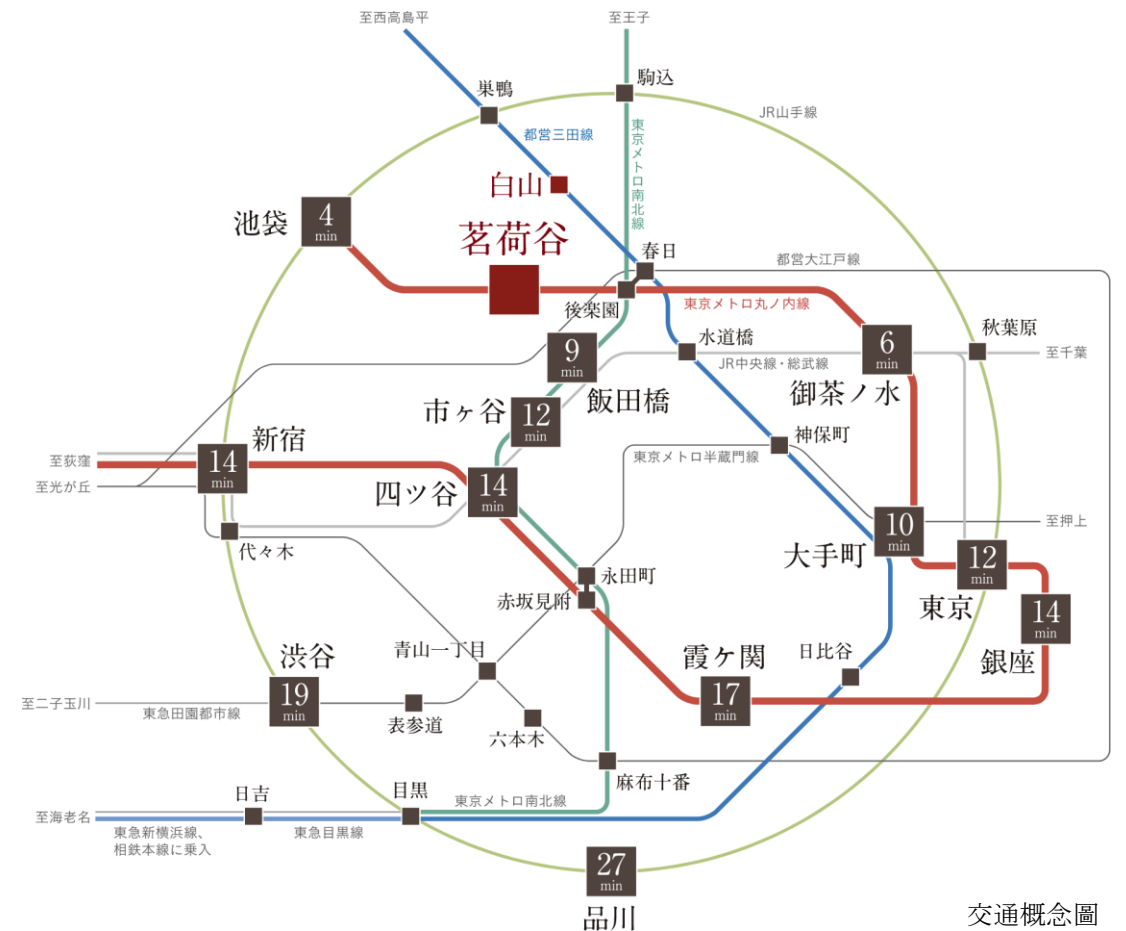 至西高島平
至王子
巣鴨
駒込
JR山手線
都営三田線
東京メトロ南北線
白山
池袋
4
min
茗荷谷
春日
都営大江戸線
後楽園
東京メトロ丸ノ内線
秋葉原
至千葉
水道橋
JR中央線・総武線
6
min
御茶ノ水
9
min
飯田橋
市ヶ谷
12
min
新宿
14
min
至荻窪
至光が丘
神保町
東京メトロ半蔵門線
四ツ谷
14
min
大手町
10
min
至押上
代々木
12
min
東京
永田町
赤坂見附
14
min
銀座
青山一丁目
霞ケ関
17
min
日比谷
渋谷
19
min
至二子玉川
東急田園都市線
表参道
六本木
麻布十番
日吉
目黒
東京メトロ南北線
至海老名
東急新横浜線、
相鉄本線に乗入
東急目黒線
27
min
品川
交通概念圖